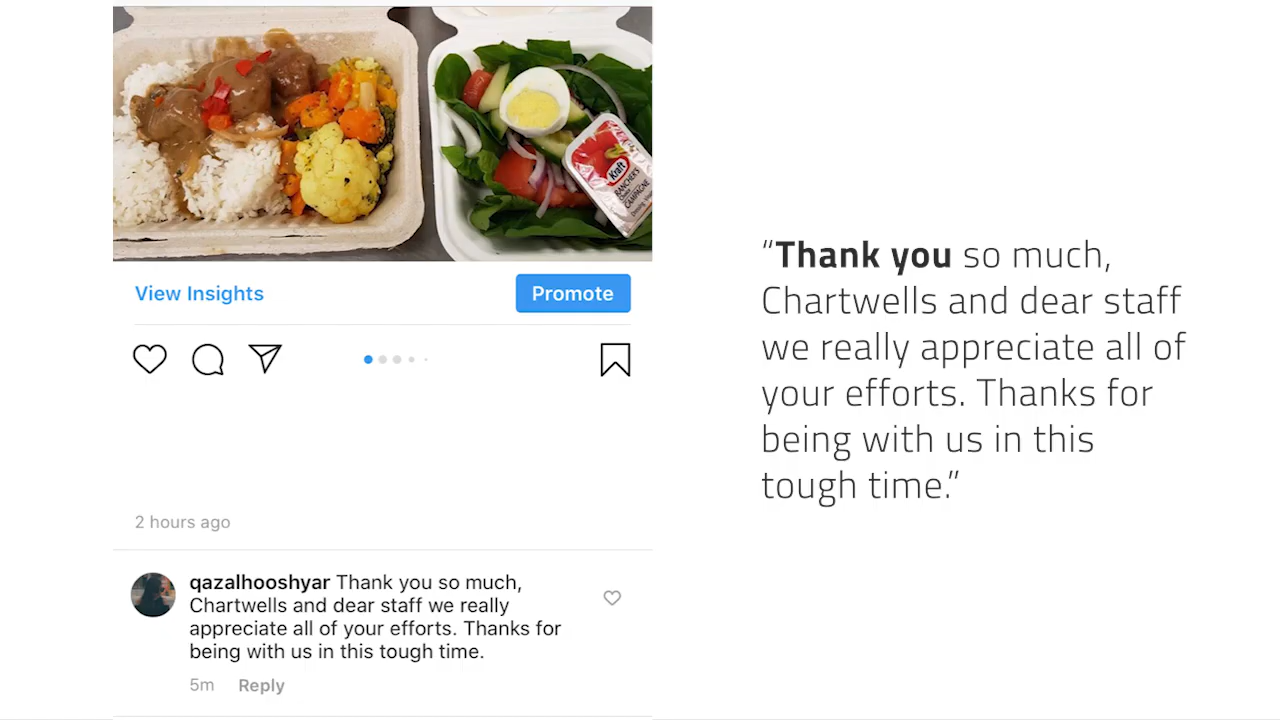 Kraft
RANCHER'S
CAMPAGNE
View Insights
Promote
2 hours ago
qazalhooshyar Thank you so much,
Chartwells and dear staff we really
appreciate all of your efforts. Thanks for
being with us in this tough time.
5m Reply
“Thank you so much,
Chartwells and dear staff
we really appreciate all of
your efforts. Thanks for
being with us in this
tough time.”